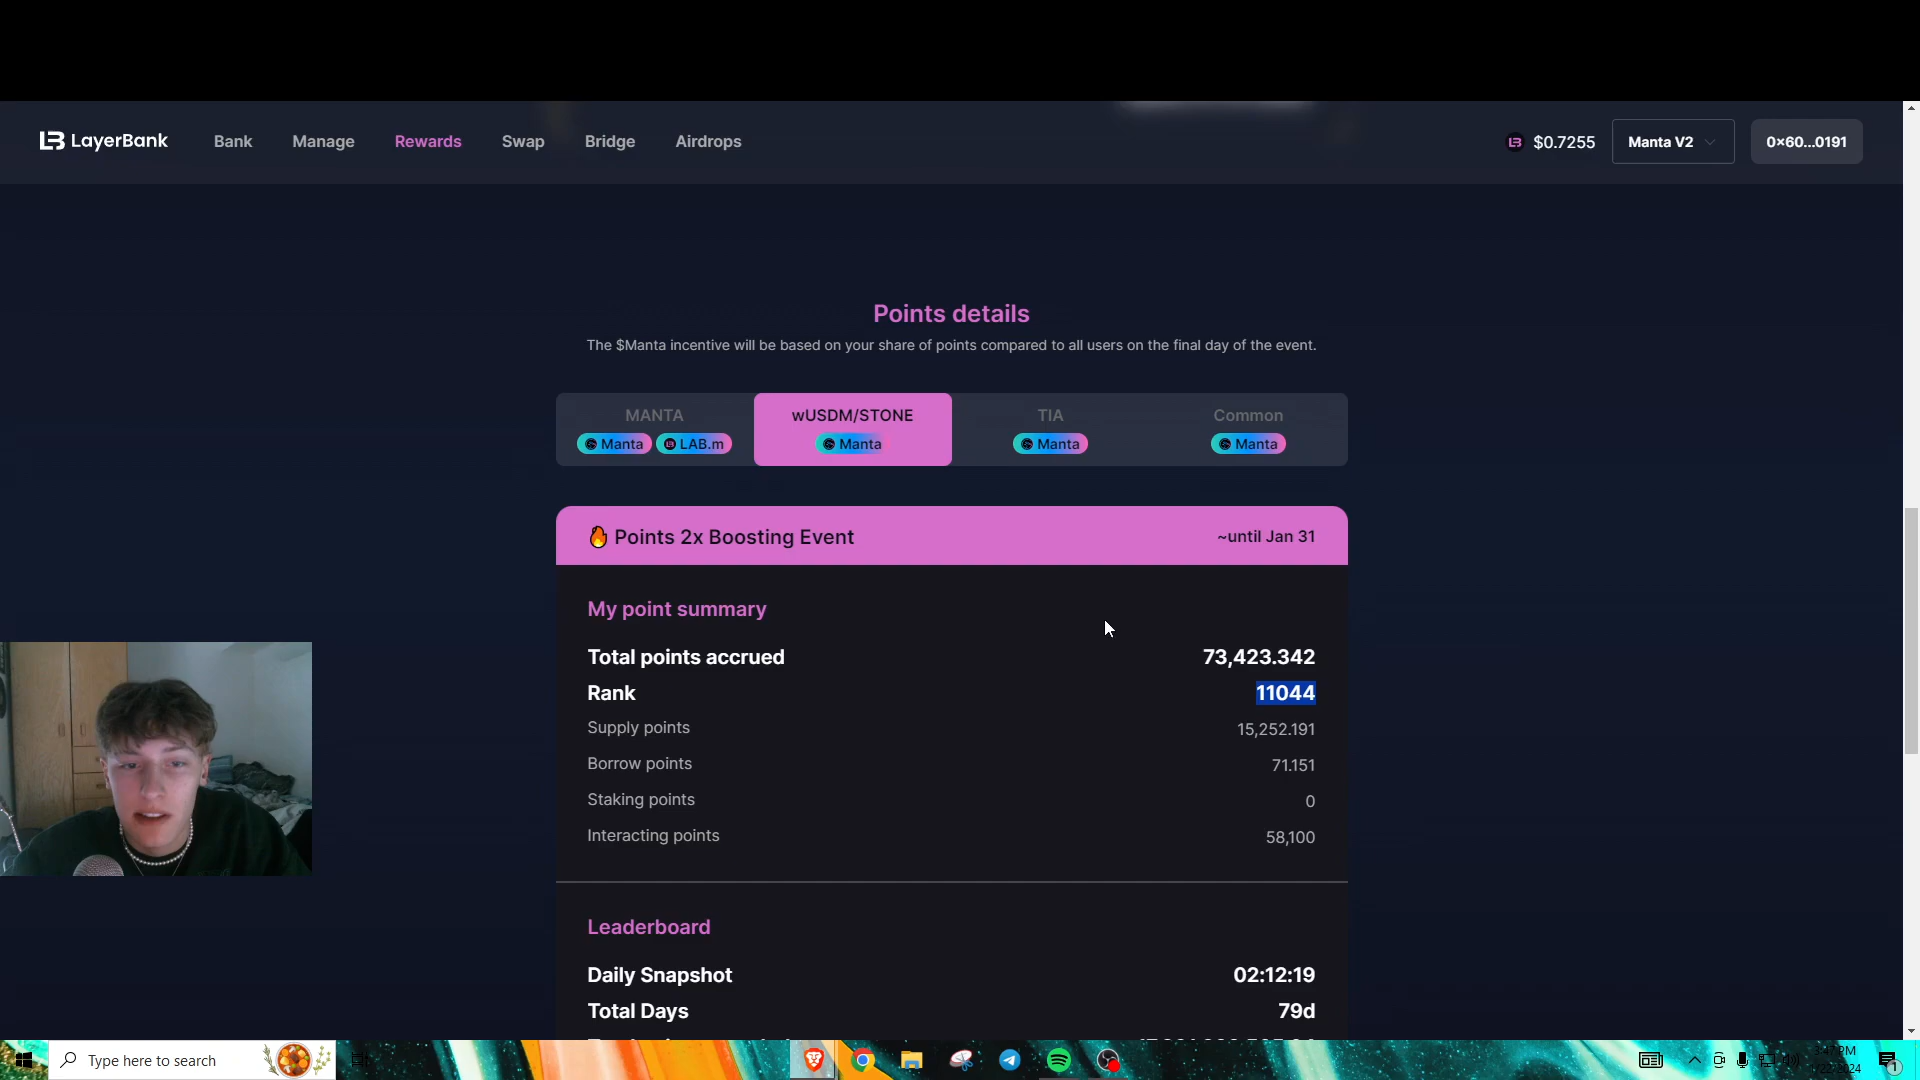 LayerBank Bank Manage Rewards Swap Bridge Airdrops $0.7255 Manta V2 0×60...0191
Points details
The $Manta incentive will be based on your share of points compared to all users on the final day of the event.
MANTA wUSDM/STONE TIA Common
Manta LAB.m Manta Manta Manta
Points 2x Boosting Event ~until Jan 31
My point summary
Total points accrued 73,423.342
Rank 11044
Supply points 15,252.191
Borrow points 71.151
Staking points 0
Interacting points 58,100
Leaderboard
Daily Snapshot 02:12:19
Total Days 79d
Type here to search